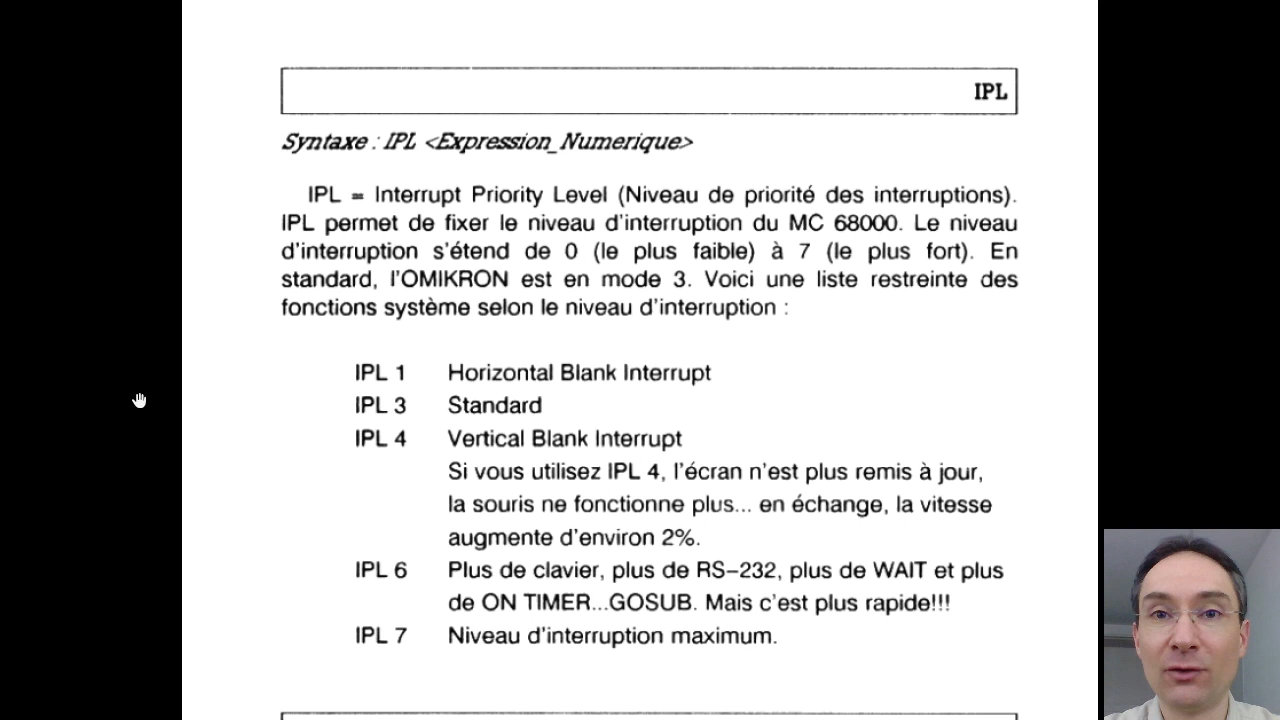 IPL
Syntaxe : IPL <Expression_Numerique>
IPL = Interrupt Priority Level (Niveau de priorité des interruptions).
IPL permet de fixer le niveau d'interruption du MC 68000. Le niveau
d'interruption s'étend de 0 (le plus faible) à 7 (le plus fort). En
standard, l'OMIKRON est en mode 3. Voici une liste restreinte des
fonctions système selon le niveau d'interruption :
IPL 1 Horizontal Blank Interrupt
IPL 3 Standard
IPL 4 Vertical Blank Interrupt
Si vous utilisez IPL 4, l'écran n'est plus remis à jour,
la souris ne fonctionne plus... en échange, la vitesse
augmente d'environ 2%.
IPL 6 Plus de clavier, plus de RS–232, plus de WAIT et plus
de ON TIMER...GOSUB. Mais c'est plus rapide!!!
IPL 7 Niveau d'interruption maximum.